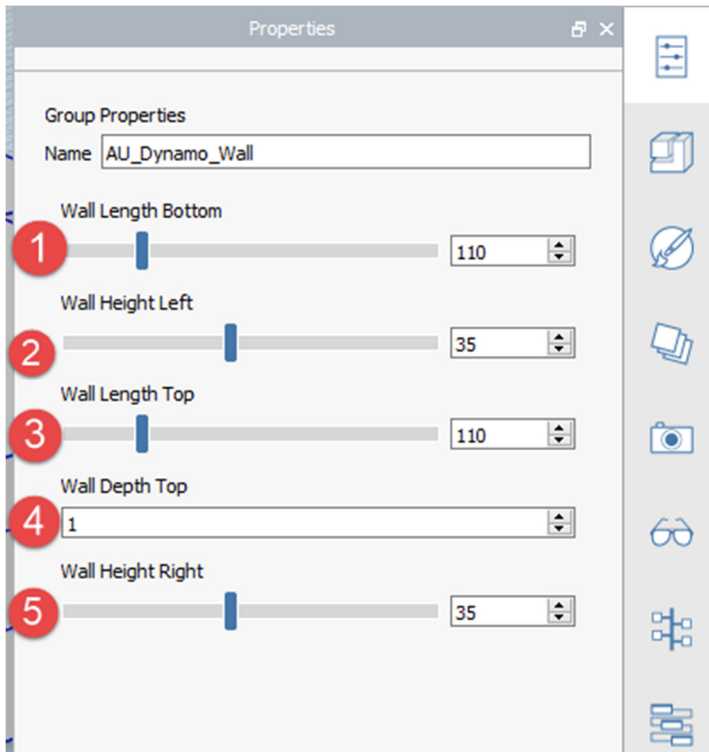 Properties
Group Properties
Name AU_Dynamo_Wall
Wall Length Bottom
1 110
Wall Height Left
2 35
Wall Length Top
3 110
Wall Depth Top
4 1
Wall Height Right
5 35